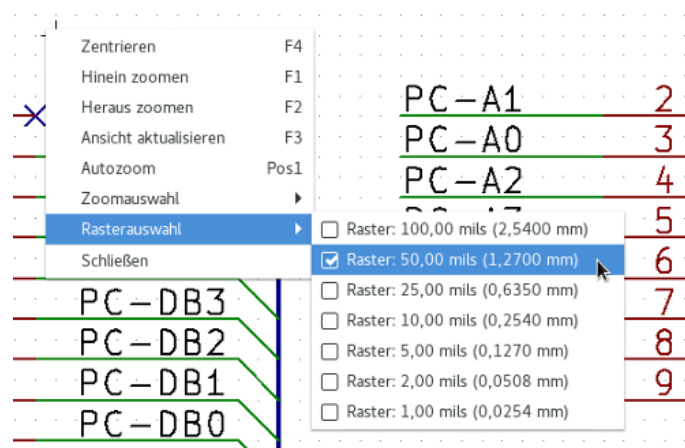 Zentrieren F4
Hinein zoomen F1
Heraus zoomen F2
Ansicht aktualisieren F3
Autozoom Pos1
Zoomauswahl
Rasterauswahl
Schließen
Raster: 100,00 mils (2,5400 mm)
Raster: 50,00 mils (1,2700 mm)
Raster: 25,00 mils (0,6350 mm)
Raster: 10,00 mils (0,2540 mm)
Raster: 5,00 mils (0,1270 mm)
Raster: 2,00 mils (0,0508 mm)
Raster: 1,00 mils (0,0254 mm)
PC-A1 2
PC-A0 3
PC-A2 4
5
6
7
8
9
PC-DB3
PC-DB2
PC-DB1
PC-DB0